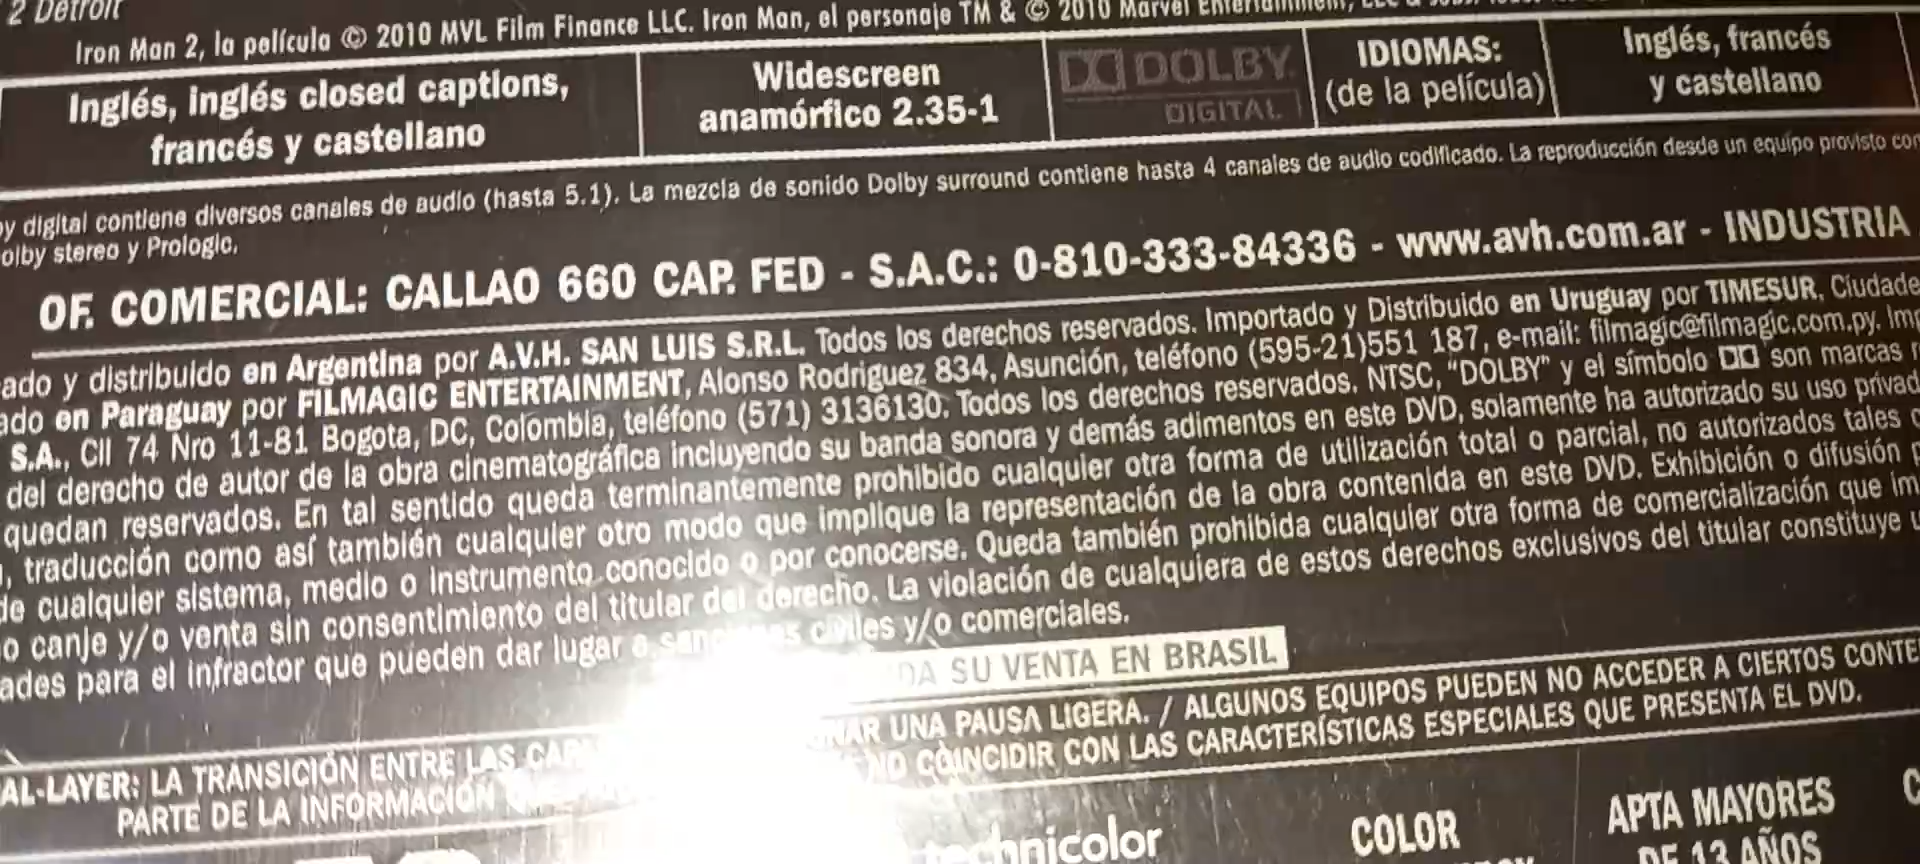 2 Detroit
Iron Man 2, la película © 2010 MVL Film Finance LLC. Iron Man, el personaje TM & © 2010 Marvel Entertainment, LLC
Inglés, inglés closed captions,
francés y castellano
Widescreen
anamórfico 2.35-1
DOLBY
DIGITAL
IDIOMAS:
(de la película)
Inglés, francés
y castellano
y digital contiene diversos canales de audio (hasta 5.1). La mezcla de sonido Dolby surround contiene hasta 4 canales de audio codificado. La reproducción desde un equipo provisto con
olby stereo y Prologic.
OF. COMERCIAL: CALLAO 660 CAP. FED - S.A.C.: 0-810-333-84336 - www.avh.com.ar - INDUSTRIA
ado y distribuido en Argentina por A.V.H. SAN LUIS S.R.L. Todos los derechos reservados. Importado y Distribuido en Uruguay por TIMESUR, Ciudade
ado en Paraguay por FILMAGIC ENTERTAINMENT, Alonso Rodriguez 834, Asunción, teléfono (595-21)551 187, e-mail: filmagic@filmagic.com.py. Imp
S.A., Cll 74 Nro 11-81 Bogota, DC, Colombia, teléfono (571) 3136130. Todos los derechos reservados. NTSC, "DOLBY" y el símbolo son marcas r
del derecho de autor de la obra cinematográfica incluyendo su banda sonora y demás adimentos en este DVD, solamente ha autorizado su uso privad
quedan reservados. En tal sentido queda terminantemente prohibido cualquier otra forma de utilización total o parcial, no autorizados tales
, traducción como así también cualquier otro modo que implique la representación de la obra contenida en este DVD. Exhibición o difusión p
de cualquier sistema, medio o instrumento conocido o por conocerse. Queda también prohibida cualquier otra forma de comercialización que im
o canje y/o venta sin consentimiento del titular del derecho. La violación de cualquiera de estos derechos exclusivos del titular constituye u
ades para el infractor que pueden dar lugar a sanciones civiles y/o comerciales.
DA SU VENTA EN BRASIL
AL-LAYER: LA TRANSICIÓN ENTRE LAS CAP NAR UNA PAUSA LIGERA. / ALGUNOS EQUIPOS PUEDEN NO ACCEDER A CIERTOS CONTE
PARTE DE LA INFORMACIÓN NO COINCIDIR CON LAS CARACTERÍSTICAS ESPECIALES QUE PRESENTA EL DVD.
technicolor
COLOR
APTA MAYORES
DE 13 AÑOS